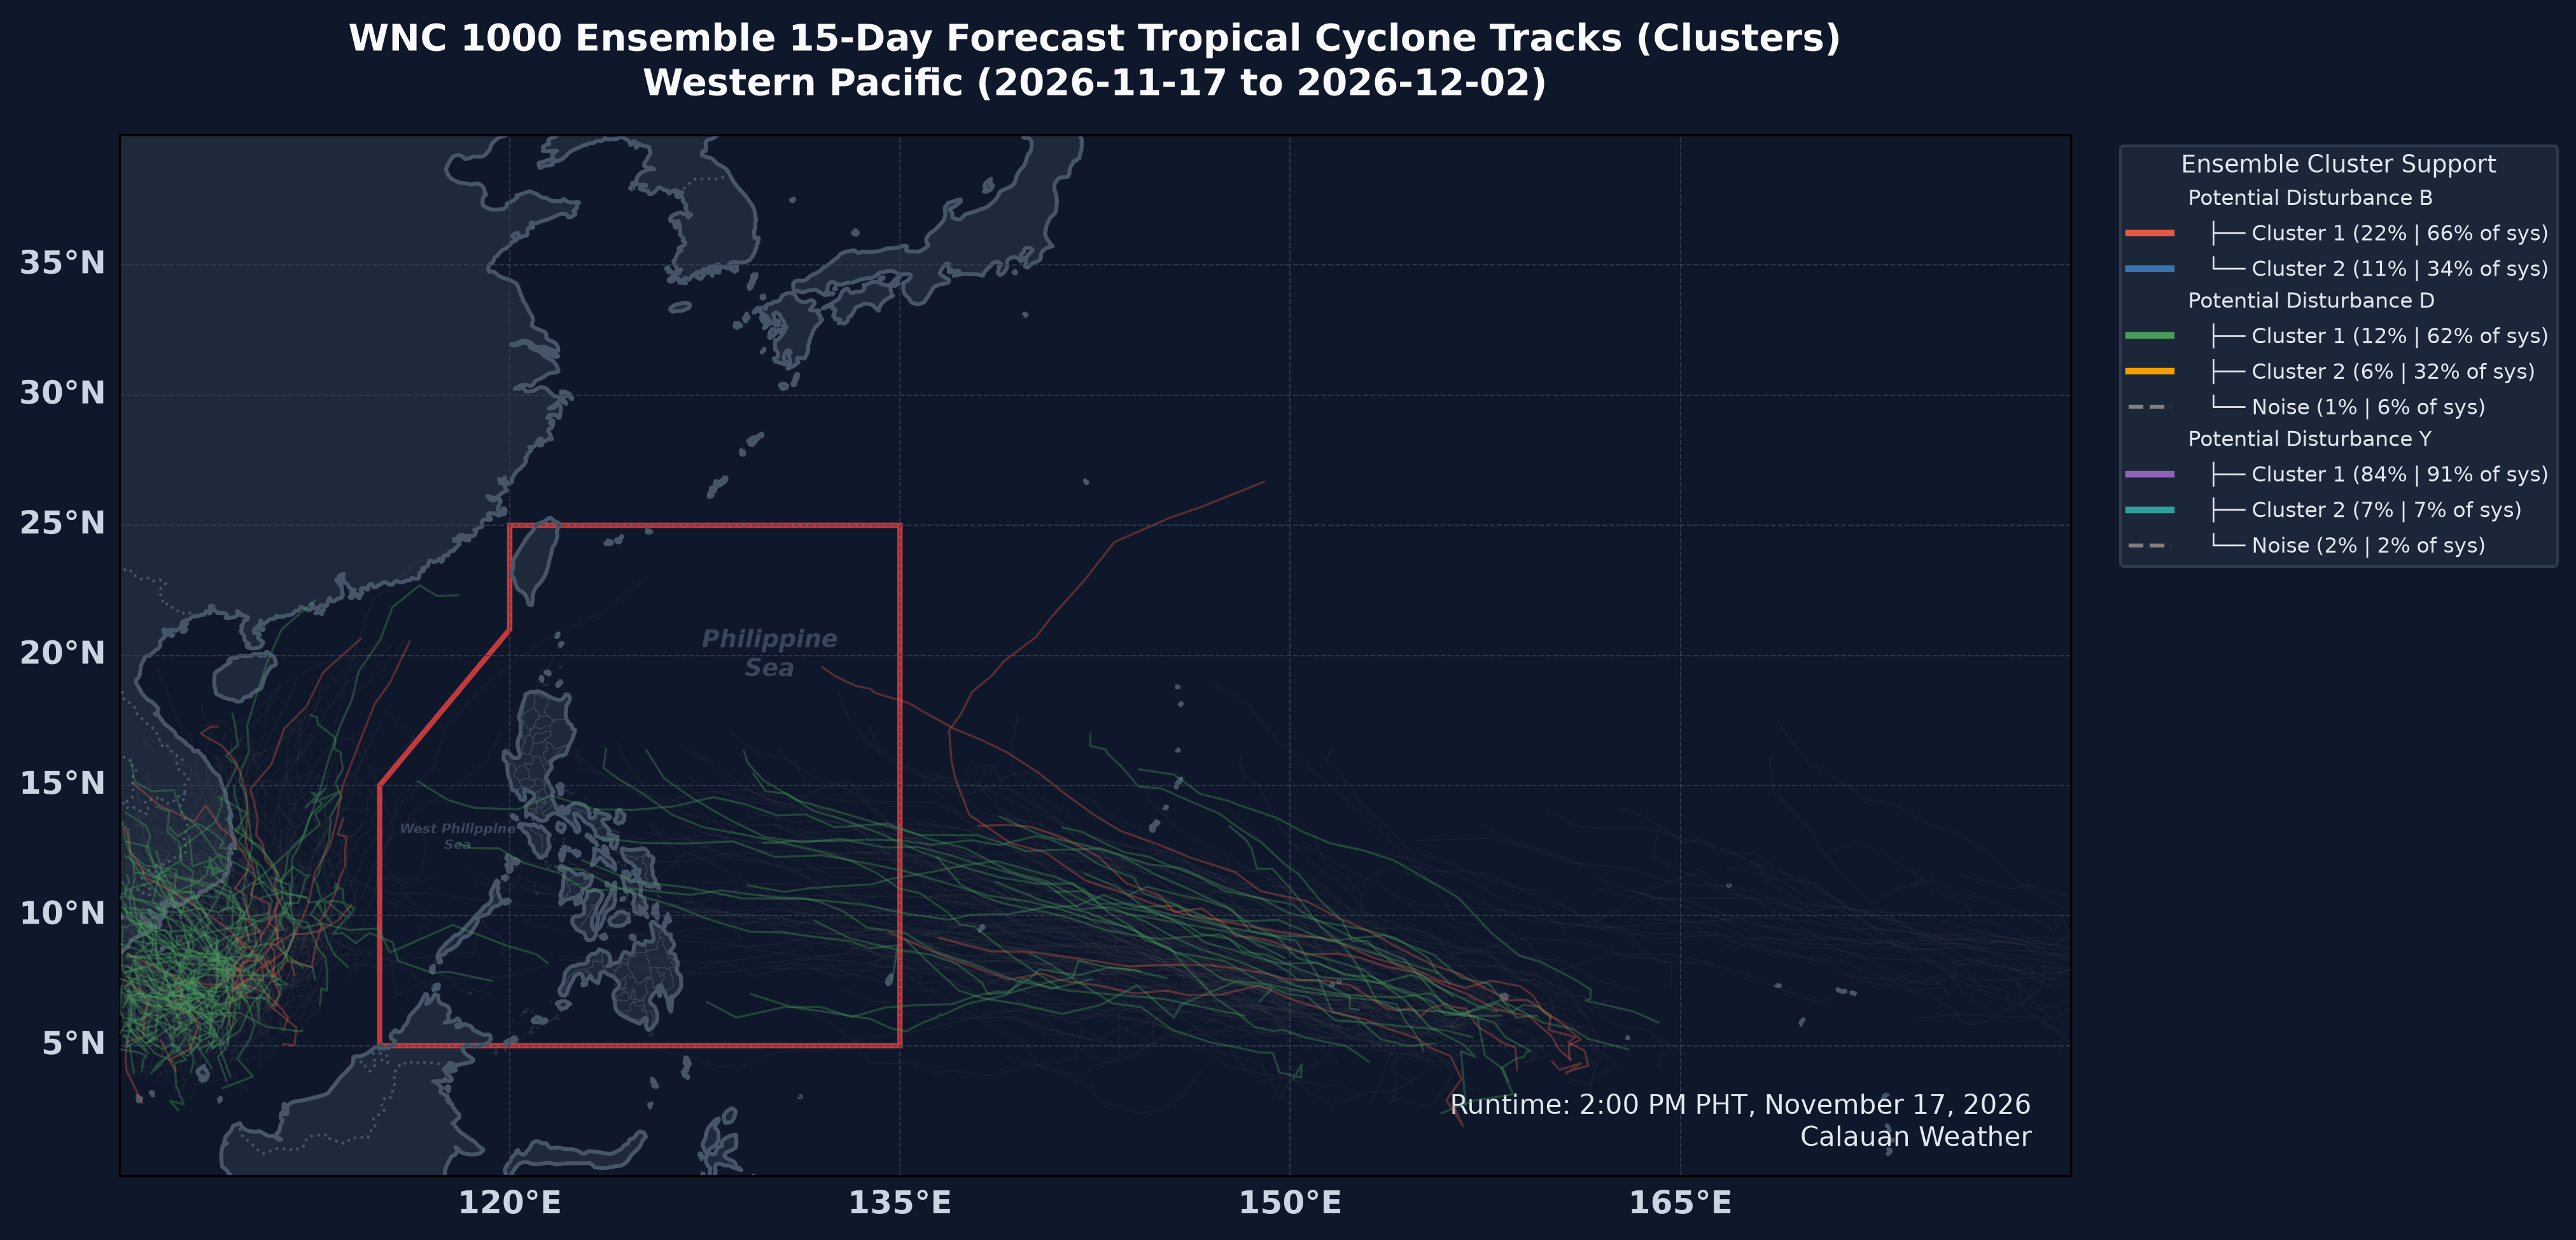 WNC 1000 Ensemble 15-Day Forecast Tropical Cyclone Tracks (Clusters)
Western Pacific (2026-11-17 to 2026-12-02)
Ensemble Cluster Support
Potential Disturbance B
Cluster 1 (22% | 66% of sys)
Cluster 2 (11% | 34% of sys)
Potential Disturbance D
Cluster 1 (12% | 62% of sys)
Cluster 2 (6% | 32% of sys)
Noise (1% | 6% of sys)
Potential Disturbance Y
Cluster 1 (84% | 91% of sys)
Cluster 2 (7% | 7% of sys)
Noise (2% | 2% of sys)
35°N
30°N
25°N
20°N
15°N
10°N
5°N
Philippine
Sea
West Philippine
Sea
Runtime: 2:00 PM PHT, November 17, 2026
Calauan Weather
120°E
135°E
150°E
165°E